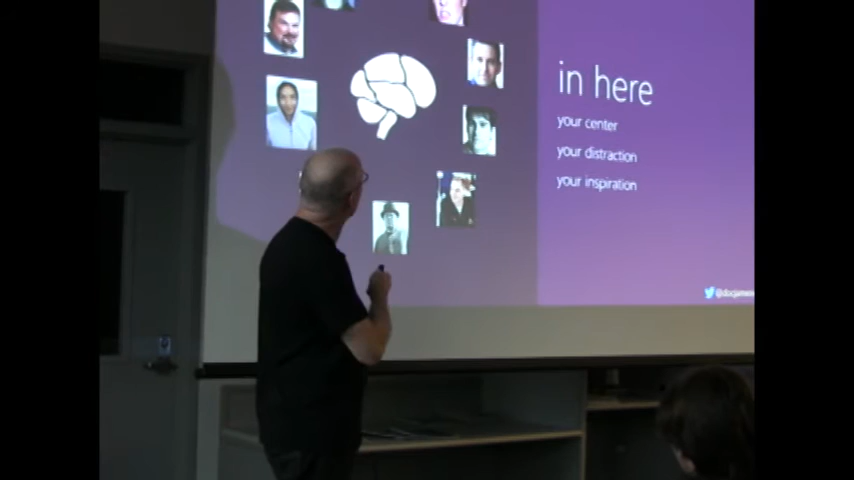 in here
your center
your distraction
your inspiration